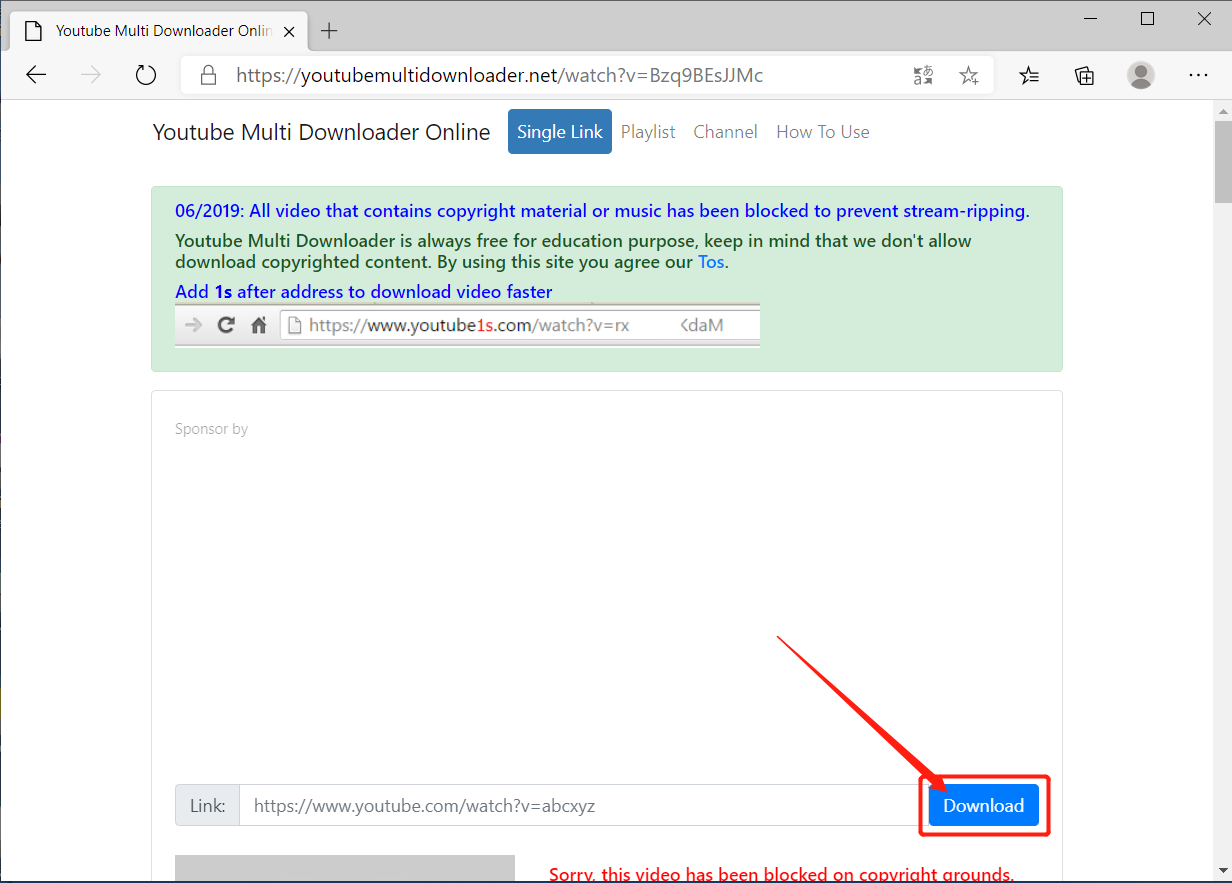 Youtube Multi Downloader Onlin
https://youtubemultidownloader.net/watch?v=Bzq9BEsJJMc
Youtube Multi Downloader Online Single Link Playlist Channel How To Use
06/2019: All video that contains copyright material or music has been blocked to prevent stream-ripping.
Youtube Multi Downloader is always free for education purpose, keep in mind that we don't allow
download copyrighted content. By using this site you agree our Tos.
Add 1s after address to download video faster
https://www.youtube1s.com/watch?v=rx KdaM
Sponsor by
Link: https://www.youtube.com/watch?v=abcxyz Download
Sorry, this video has been blocked on copyright grounds.